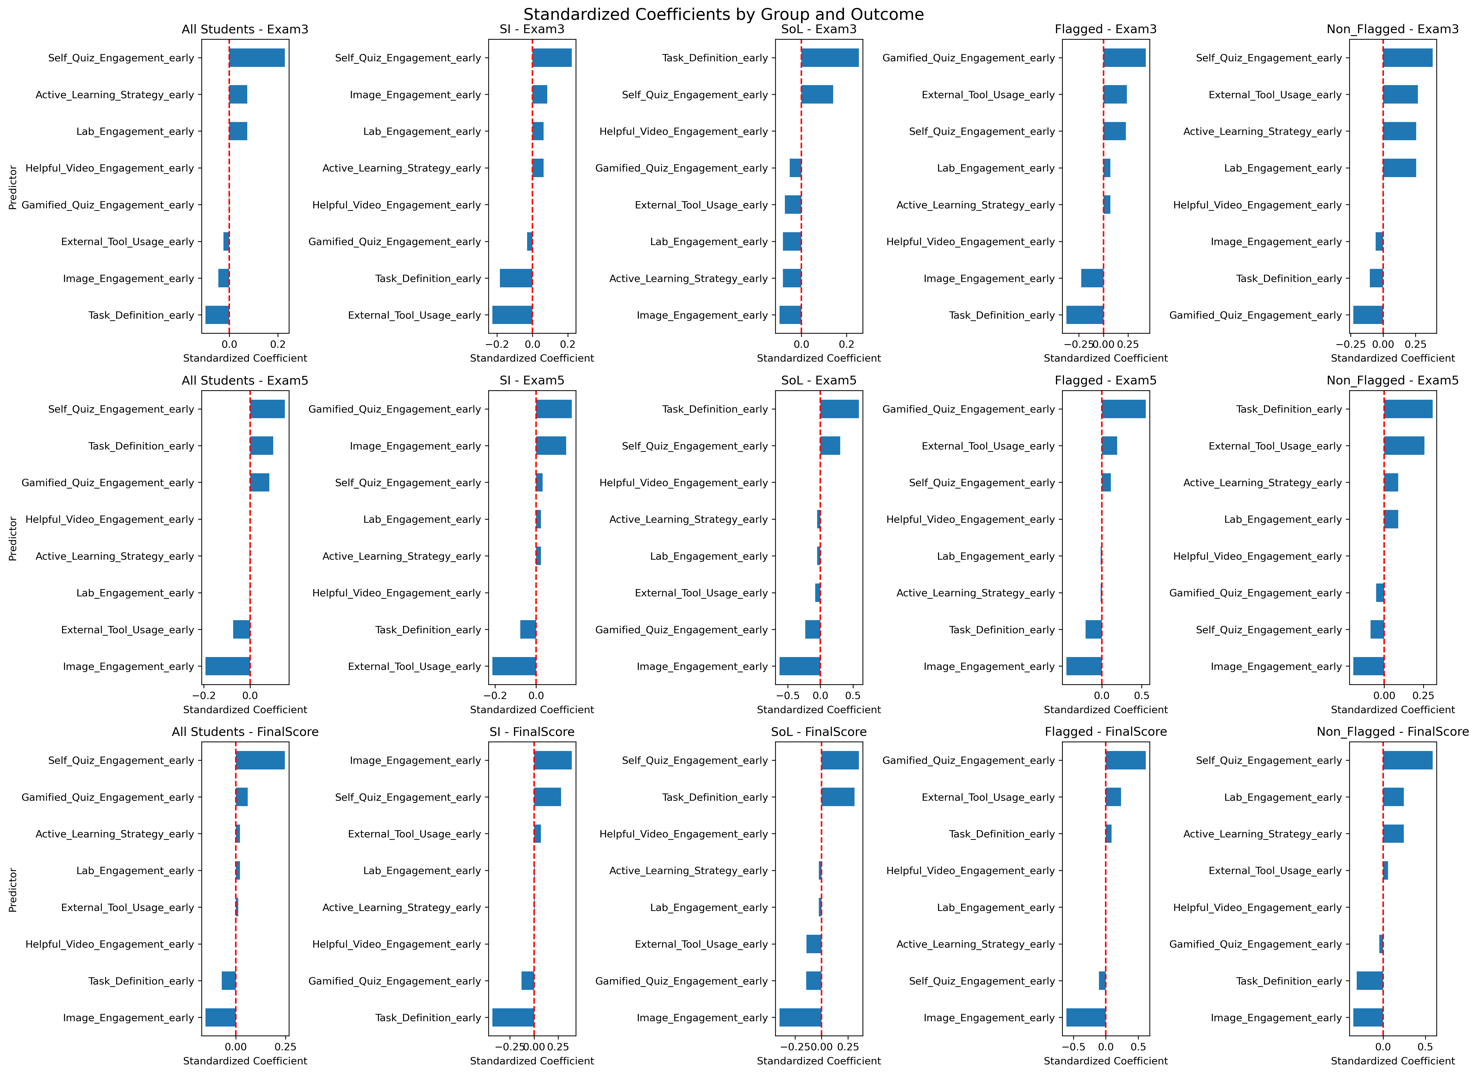 Standardized Coefficients by Group and Outcome
All Students - Exam3
Predictor
Self_Quiz_Engagement_early
Active_Learning_Strategy_early
Lab_Engagement_early
Helpful_Video_Engagement_early
Gamified_Quiz_Engagement_early
External_Tool_Usage_early
Image_Engagement_early
Task_Definition_early
0.0 0.2
Standardized Coefficient
SI - Exam3
Self_Quiz_Engagement_early
Image_Engagement_early
Lab_Engagement_early
Active_Learning_Strategy_early
Helpful_Video_Engagement_early
Gamified_Quiz_Engagement_early
Task_Definition_early
External_Tool_Usage_early
−0.2 0.0 0.2
Standardized Coefficient
SoL - Exam3
Task_Definition_early
Self_Quiz_Engagement_early
Helpful_Video_Engagement_early
Gamified_Quiz_Engagement_early
External_Tool_Usage_early
Lab_Engagement_early
Active_Learning_Strategy_early
Image_Engagement_early
0.0 0.2
Standardized Coefficient
Flagged - Exam3
Gamified_Quiz_Engagement_early
External_Tool_Usage_early
Self_Quiz_Engagement_early
Lab_Engagement_early
Active_Learning_Strategy_early
Helpful_Video_Engagement_early
Image_Engagement_early
Task_Definition_early
−0.25 0.00 0.25
Standardized Coefficient
Non_Flagged - Exam3
Self_Quiz_Engagement_early
External_Tool_Usage_early
Active_Learning_Strategy_early
Lab_Engagement_early
Helpful_Video_Engagement_early
Image_Engagement_early
Task_Definition_early
Gamified_Quiz_Engagement_early
−0.25 0.00 0.25
Standardized Coefficient
All Students - Exam5
Predictor
Self_Quiz_Engagement_early
Task_Definition_early
Gamified_Quiz_Engagement_early
Helpful_Video_Engagement_early
Active_Learning_Strategy_early
Lab_Engagement_early
External_Tool_Usage_early
Image_Engagement_early
−0.2 0.0
Standardized Coefficient
SI - Exam5
Gamified_Quiz_Engagement_early
Image_Engagement_early
Self_Quiz_Engagement_early
Lab_Engagement_early
Active_Learning_Strategy_early
Helpful_Video_Engagement_early
Task_Definition_early
External_Tool_Usage_early
−0.2 0.0
Standardized Coefficient
SoL - Exam5
Task_Definition_early
Self_Quiz_Engagement_early
Helpful_Video_Engagement_early
Active_Learning_Strategy_early
Lab_Engagement_early
External_Tool_Usage_early
Gamified_Quiz_Engagement_early
Image_Engagement_early
−0.5 0.0 0.5
Standardized Coefficient
Flagged - Exam5
Gamified_Quiz_Engagement_early
External_Tool_Usage_early
Self_Quiz_Engagement_early
Helpful_Video_Engagement_early
Lab_Engagement_early
Active_Learning_Strategy_early
Task_Definition_early
Image_Engagement_early
0.0 0.5
Standardized Coefficient
Non_Flagged - Exam5
Task_Definition_early
External_Tool_Usage_early
Active_Learning_Strategy_early
Lab_Engagement_early
Helpful_Video_Engagement_early
Gamified_Quiz_Engagement_early
Self_Quiz_Engagement_early
Image_Engagement_early
0.00 0.25
Standardized Coefficient
All Students - FinalScore
Predictor
Self_Quiz_Engagement_early
Gamified_Quiz_Engagement_early
Active_Learning_Strategy_early
Lab_Engagement_early
External_Tool_Usage_early
Helpful_Video_Engagement_early
Task_Definition_early
Image_Engagement_early
0.00 0.25
Standardized Coefficient
SI - FinalScore
Image_Engagement_early
Self_Quiz_Engagement_early
External_Tool_Usage_early
Lab_Engagement_early
Active_Learning_Strategy_early
Helpful_Video_Engagement_early
Gamified_Quiz_Engagement_early
Task_Definition_early
−0.25 0.00 0.25
Standardized Coefficient
SoL - FinalScore
Self_Quiz_Engagement_early
Task_Definition_early
Helpful_Video_Engagement_early
Active_Learning_Strategy_early
Lab_Engagement_early
External_Tool_Usage_early
Gamified_Quiz_Engagement_early
Image_Engagement_early
−0.25 0.00 0.25
Standardized Coefficient
Flagged - FinalScore
Gamified_Quiz_Engagement_early
External_Tool_Usage_early
Task_Definition_early
Helpful_Video_Engagement_early
Lab_Engagement_early
Active_Learning_Strategy_early
Self_Quiz_Engagement_early
Image_Engagement_early
−0.5 0.0 0.5
Standardized Coefficient
Non_Flagged - FinalScore
Self_Quiz_Engagement_early
Lab_Engagement_early
Active_Learning_Strategy_early
External_Tool_Usage_early
Helpful_Video_Engagement_early
Gamified_Quiz_Engagement_early
Task_Definition_early
Image_Engagement_early
0.0 0.5
Standardized Coefficient